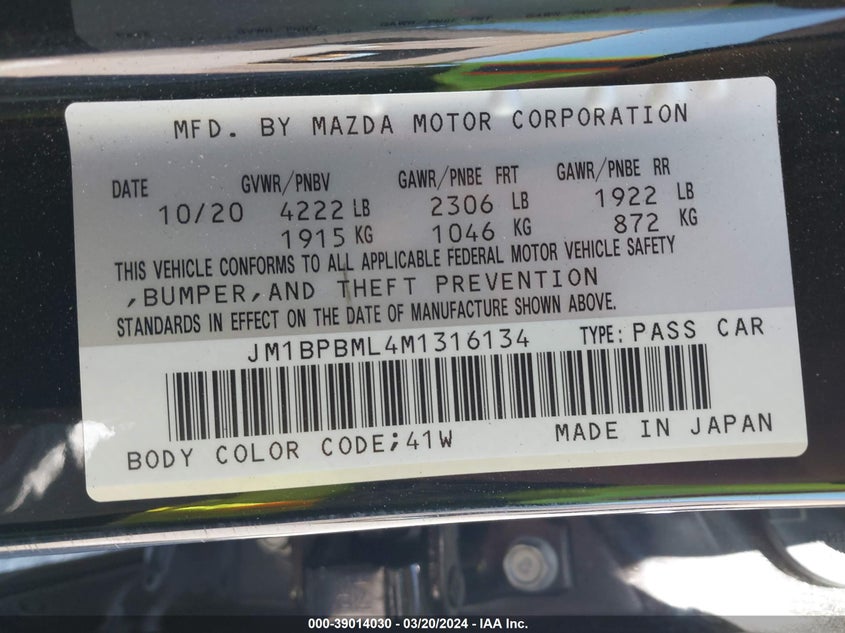 MFD. BY MAZDA MOTOR CORPORATION
DATE GVWR/PNBV GAWR/PNBE FRT GAWR/PNBE RR
10/20 4222 LB 2306 LB 1922 LB
1915 KG 1046 KG 872 KG
THIS VEHICLE CONFORMS TO ALL APPLICABLE FEDERAL MOTOR VEHICLE SAFETY
,BUMPER,AND THEFT PREVENTION
STANDARDS IN EFFECT ON THE DATE OF MANUFACTURE SHOWN ABOVE.
JM1BPBML4M1316134 TYPE: PASS CAR
BODY COLOR CODE;41W MADE IN JAPAN
000-39014030 - 03/20/2024 - IAA Inc.